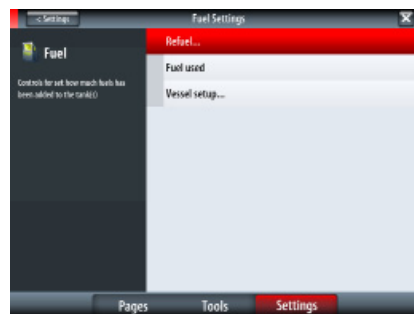 < Settings
Fuel Settings
X
Fuel
Controls for set how much fuels has
been added to the tank(s)
Refuel...
Fuel used
Vessel setup...
Pages
Tools
Settings